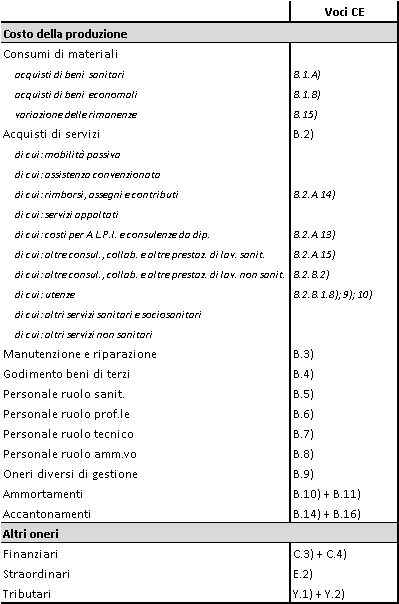 Voci CE
Costo della produzione
Consumi di materiali
acquisti di beni sanitari B.1.A)
acquisti di beni economali B.1.B)
variazione delle rimanenze B.15)
Acquisti di servizi B.2)
di cui: mobilità passiva
di cui: assistenza convenzionata
di cui: rimborsi, assegni e contributi B.2.A.14)
di cui: servizi appaltati
di cui: costi per A.L.P.I. e consulenze da dip. B.2.A.13)
di cui: altre consul., collab. e altre prestaz. di lav. sanit. B.2.A.15)
di cui: altre consul., collab. e altre prestaz. di lav. non sanit. B.2.B.2)
di cui: utenze B.2.B.1.8); 9); 10)
di cui: altri servizi sanitari e sociosanitari
di cui: altri servizi non sanitari
Manutenzione e riparazione B.3)
Godimento beni di terzi B.4)
Personale ruolo sanit. B.5)
Personale ruolo prof.le B.6)
Personale ruolo tecnico B.7)
Personale ruolo amm.vo B.8)
Oneri diversi di gestione B.9)
Ammortamenti B.10) + B.11)
Accantonamenti B.14) + B.16)
Altri oneri
Finanziari C.3) + C.4)
Straordinari E.2)
Tributari Y.1) + Y.2)